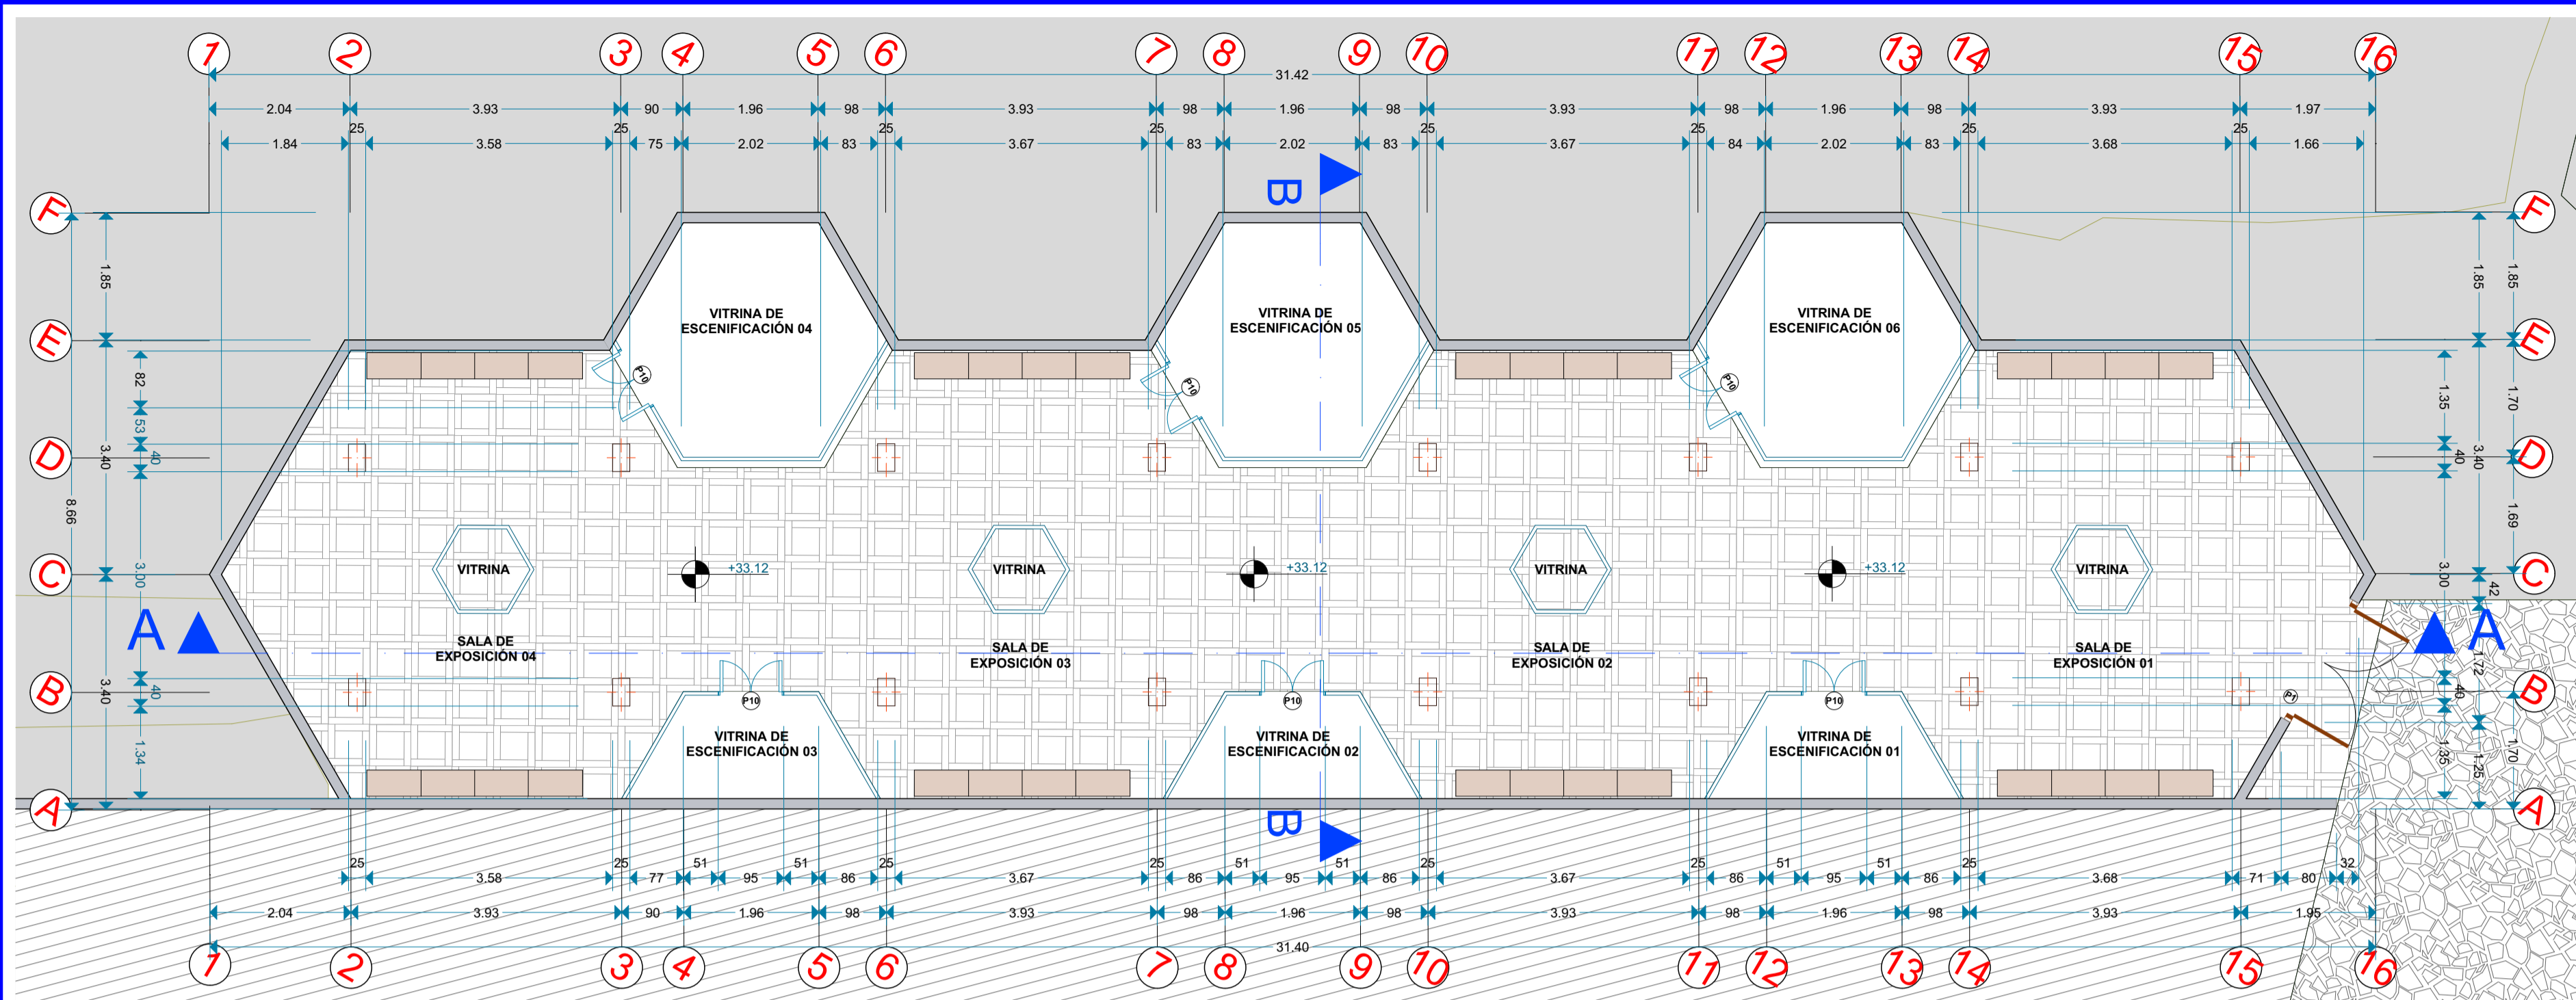 1 2 3 4 5 6 7 8 9 10 11 12 13 14 15 16
31.42
2.04 3.93 90 1.96 98 3.93 98 1.96 98 3.93 98 1.96 98 3.93 1.97
25 25 25 25 25 25 25 25
1.84 3.58 75 2.02 83 3.67 83 2.02 83 3.67 84 2.02 83 3.68 1.66
B
F F
1.85 1.85 1.85
VITRINA DE
ESCENIFICACIÓN 04
VITRINA DE
ESCENIFICACIÓN 05
VITRINA DE
ESCENIFICACIÓN 06
E E
P10 P10 P10
82 53 40 3.40 1.35 40 3.40 1.70
D D
8.66
1.69
C C
VITRINA +33.12 VITRINA +33.12 VITRINA +33.12 VITRINA
3.00 3.00 42
A A
SALA DE
EXPOSICIÓN 04
SALA DE
EXPOSICIÓN 03
SALA DE
EXPOSICIÓN 02
SALA DE
EXPOSICIÓN 01
1.72
B B
40 3.40 40
P10 P10 P10 P1
VITRINA DE
ESCENIFICACIÓN 03
VITRINA DE
ESCENIFICACIÓN 02
VITRINA DE
ESCENIFICACIÓN 01
1.34 1.35 1.25 1.70
A A
B
25 25 51 51 25 25 51 51 25 25 51 51 25 32
3.58 77 95 86 3.67 86 95 86 3.67 86 95 86 3.68 71 80
2.04 3.93 90 1.96 98 3.93 98 1.96 98 3.93 98 1.96 98 3.93 1.95
31.40
1 2 3 4 5 6 7 8 9 10 11 12 13 14 15 16